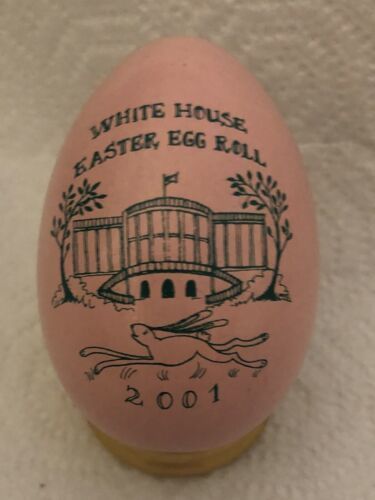 WHITE HOUSE
EASTER EGG ROLL
2001